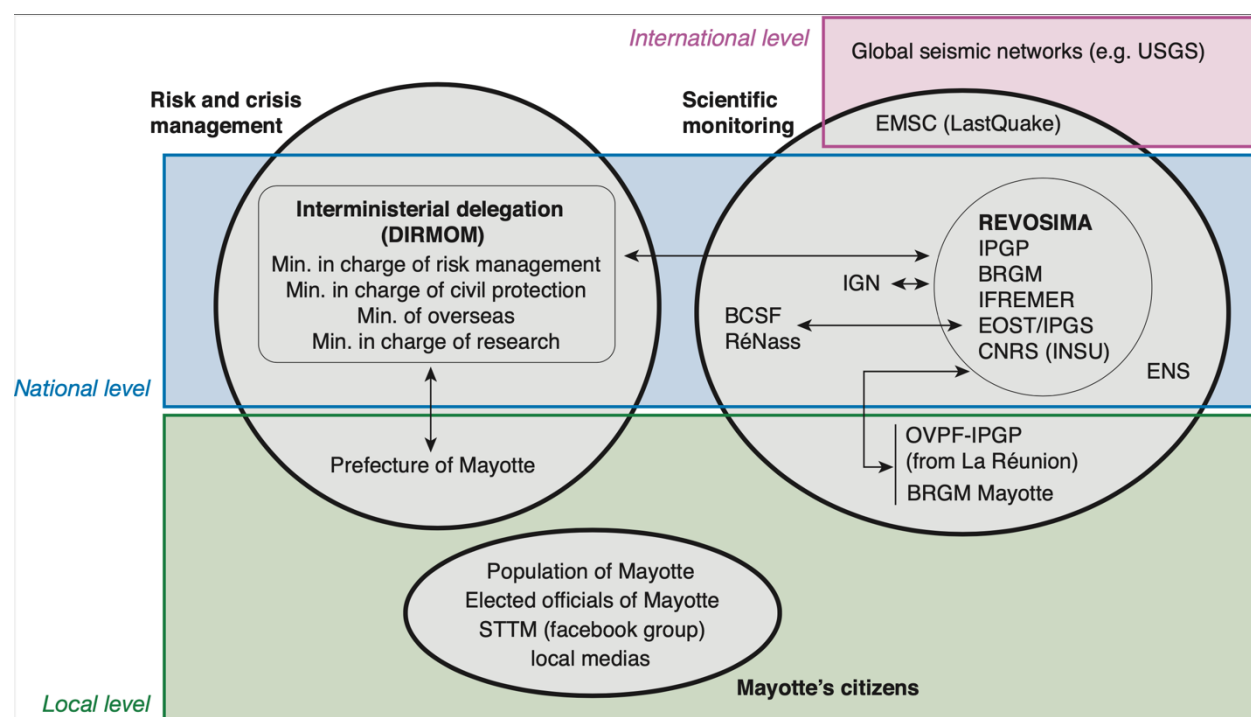 International level
Global seismic networks (e.g. USGS)
Risk and crisis
management
Scientific
monitoring
EMSC (LastQuake)
Interministerial delegation
(DIRMOM)
Min. in charge of risk management
Min. in charge of civil protection
Min. of overseas
Min. in charge of research
REVOSIMA
IPGP
BRGM
IFREMER
EOST/IPGS
CNRS (INSU)
IGN
BCSF
RéNass
ENS
National level
Prefecture of Mayotte
OVPF-IPGP
(from La Réunion)
BRGM Mayotte
Population of Mayotte
Elected officials of Mayotte
STTM (facebook group)
local medias
Mayotte's citizens
Local level